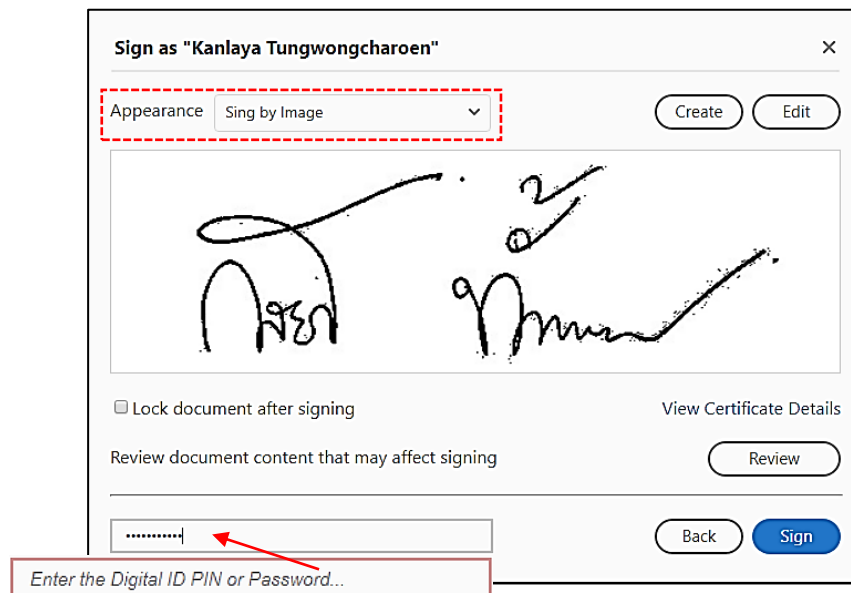 Sign as "Kanlaya Tungwongcharoen"
Appearance Sing by Image Create Edit
Lock document after signing View Certificate Details
Review document content that may affect signing Review
Back Sign
Enter the Digital ID PIN or Password...